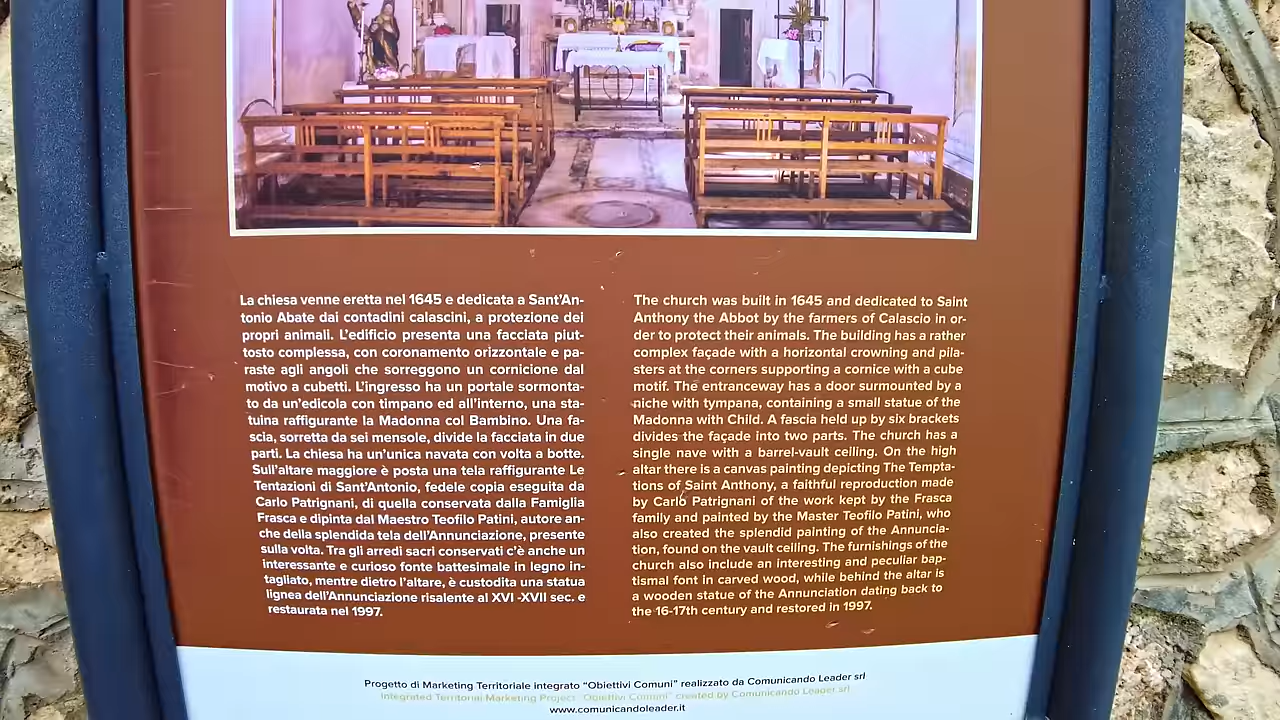 La chiesa venne eretta nel 1645 e dedicata a Sant'An-
tonio Abate dai contadini calascini, a protezione dei
propri animali. L'edificio presenta una facciata piut-
tosto complessa, con coronamento orizzontale e pa-
raste agli angoli che sorreggono un cornicione dal
motivo a cubetti. L'ingresso ha un portale sormonta-
to da un'edicola con timpano ed all'interno, una sta-
tuina raffigurante la Madonna col Bambino. Una fa-
scia, sorretta da sei mensole, divide la facciata in due
parti. La chiesa ha un'unica navata con volta a botte.
Sull'altare maggiore è posta una tela raffigurante Le
Tentazioni di Sant'Antonio, fedele copia eseguita da
Carlo Patrignani, di quella conservata dalla Famiglia
Frasca e dipinta dal Maestro Teofilo Patini, autore an-
che della splendida tela dell'Annunciazione, presente
sulla volta. Tra gli arredi sacri conservati c'è anche un
interessante e curioso fonte battesimale in legno in-
tagliato, mentre dietro l'altare, è custodita una statua
lignea dell'Annunciazione risalente al XVI -XVII sec. e
restaurata nel 1997.
The church was built in 1645 and dedicated to Saint
Anthony the Abbot by the farmers of Calascio in or-
der to protect their animals. The building has a rather
complex façade with a horizontal crowning and pila-
sters at the corners supporting a cornice with a cube
motif. The entranceway has a door surmounted by a
niche with tympana, containing a small statue of the
Madonna with Child. A fascia held up by six brackets
divides the façade into two parts. The church has a
single nave with a barrel-vault ceiling. On the high
altar there is a canvas painting depicting The Tempta-
tions of Saint Anthony, a faithful reproduction made
by Carlo Patrignani of the work kept by the Frasca
family and painted by the Master Teofilo Patini, who
also created the splendid painting of the Annuncia-
tion, found on the vault ceiling. The furnishings of the
church also include an interesting and peculiar bap-
tismal font in carved wood, while behind the altar is
a wooden statue of the Annunciation dating back to
the 16-17th century and restored in 1997.
Progetto di Marketing Territoriale integrato "Obiettivi Comuni" realizzato da Comunicando Leader srl
Integrated Territorial Marketing Project "Obiettivi Comuni" created by Comunicando Leader srl
www.comunicandoleader.it